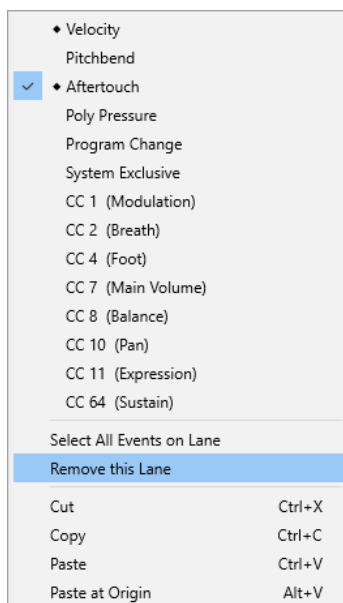 ◆ Velocity
Pitchbend
✓ ◆ Aftertouch
Poly Pressure
Program Change
System Exclusive
CC 1 (Modulation)
CC 2 (Breath)
CC 4 (Foot)
CC 7 (Main Volume)
CC 8 (Balance)
CC 10 (Pan)
CC 11 (Expression)
CC 64 (Sustain)
Select All Events on Lane
Remove this Lane
Cut Ctrl+X
Copy Ctrl+C
Paste Ctrl+V
Paste at Origin Alt+V